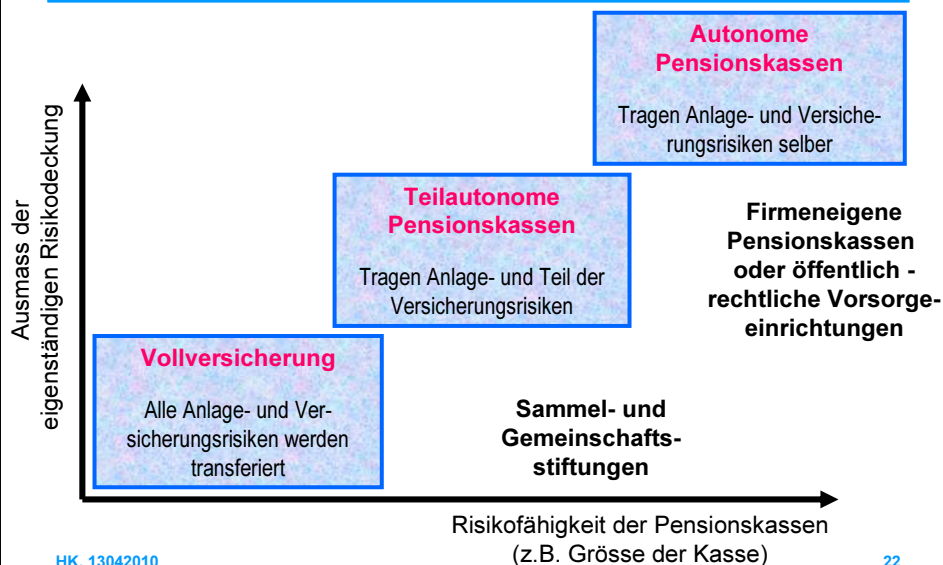 Autonome
Pensionskassen
Tragen Anlage- und Versiche-
rungsrisiken selber
Ausmass der
eigenständigen Risikodeckung
Teilautonome
Pensionskassen
Tragen Anlage- und Teil der
Versicherungsrisiken
Firmeneigene
Pensionskassen
oder öffentlich -
rechtliche Vorsorge-
einrichtungen
Vollversicherung
Alle Anlage- und Ver-
sicherungsrisiken werden
transferiert
Sammel- und
Gemeinschafts-
stiftungen
Risikofähigkeit der Pensionskassen
(z.B. Grösse der Kasse)
HK, 13042010
22